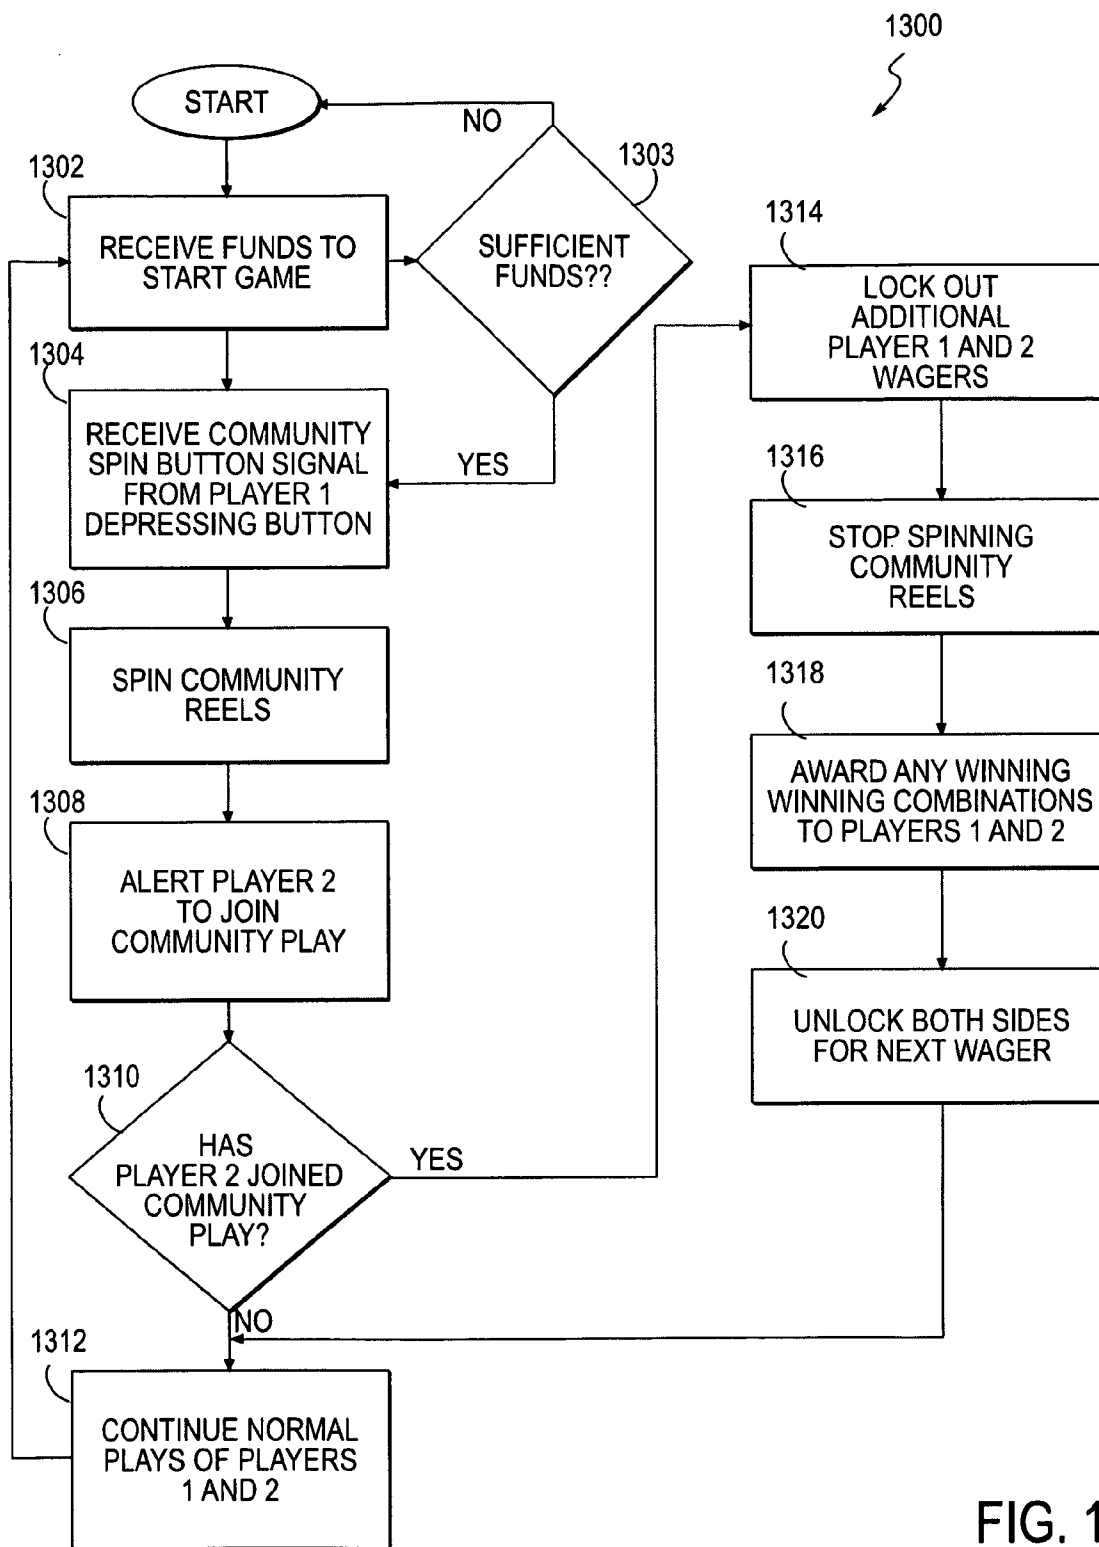 1300
START
NO
1302
RECEIVE FUNDS TO
START GAME
1303
SUFFICIENT
FUNDS??
1304
RECEIVE COMMUNITY
SPIN BUTTON SIGNAL
FROM PLAYER 1
DEPRESSING BUTTON
YES
1306
SPIN COMMUNITY
REELS
1308
ALERT PLAYER 2
TO JOIN
COMMUNITY PLAY
1310
HAS
PLAYER 2 JOINED
COMMUNITY
PLAY?
YES
NO
1312
CONTINUE NORMAL
PLAYS OF PLAYERS
1 AND 2
1314
LOCK OUT
ADDITIONAL
PLAYER 1 AND 2
WAGERS
1316
STOP SPINNING
COMMUNITY
REELS
1318
AWARD ANY WINNING
WINNING COMBINATIONS
TO PLAYERS 1 AND 2
1320
UNLOCK BOTH SIDES
FOR NEXT WAGER
FIG. 1